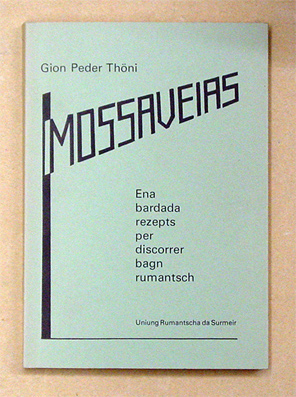 Gion Peder Thöni
MOSSAVEIAS
Ena
bardada
rezepts
per
discorrer
bagn
rumantsch
Uniung Rumantscha da Surmeir